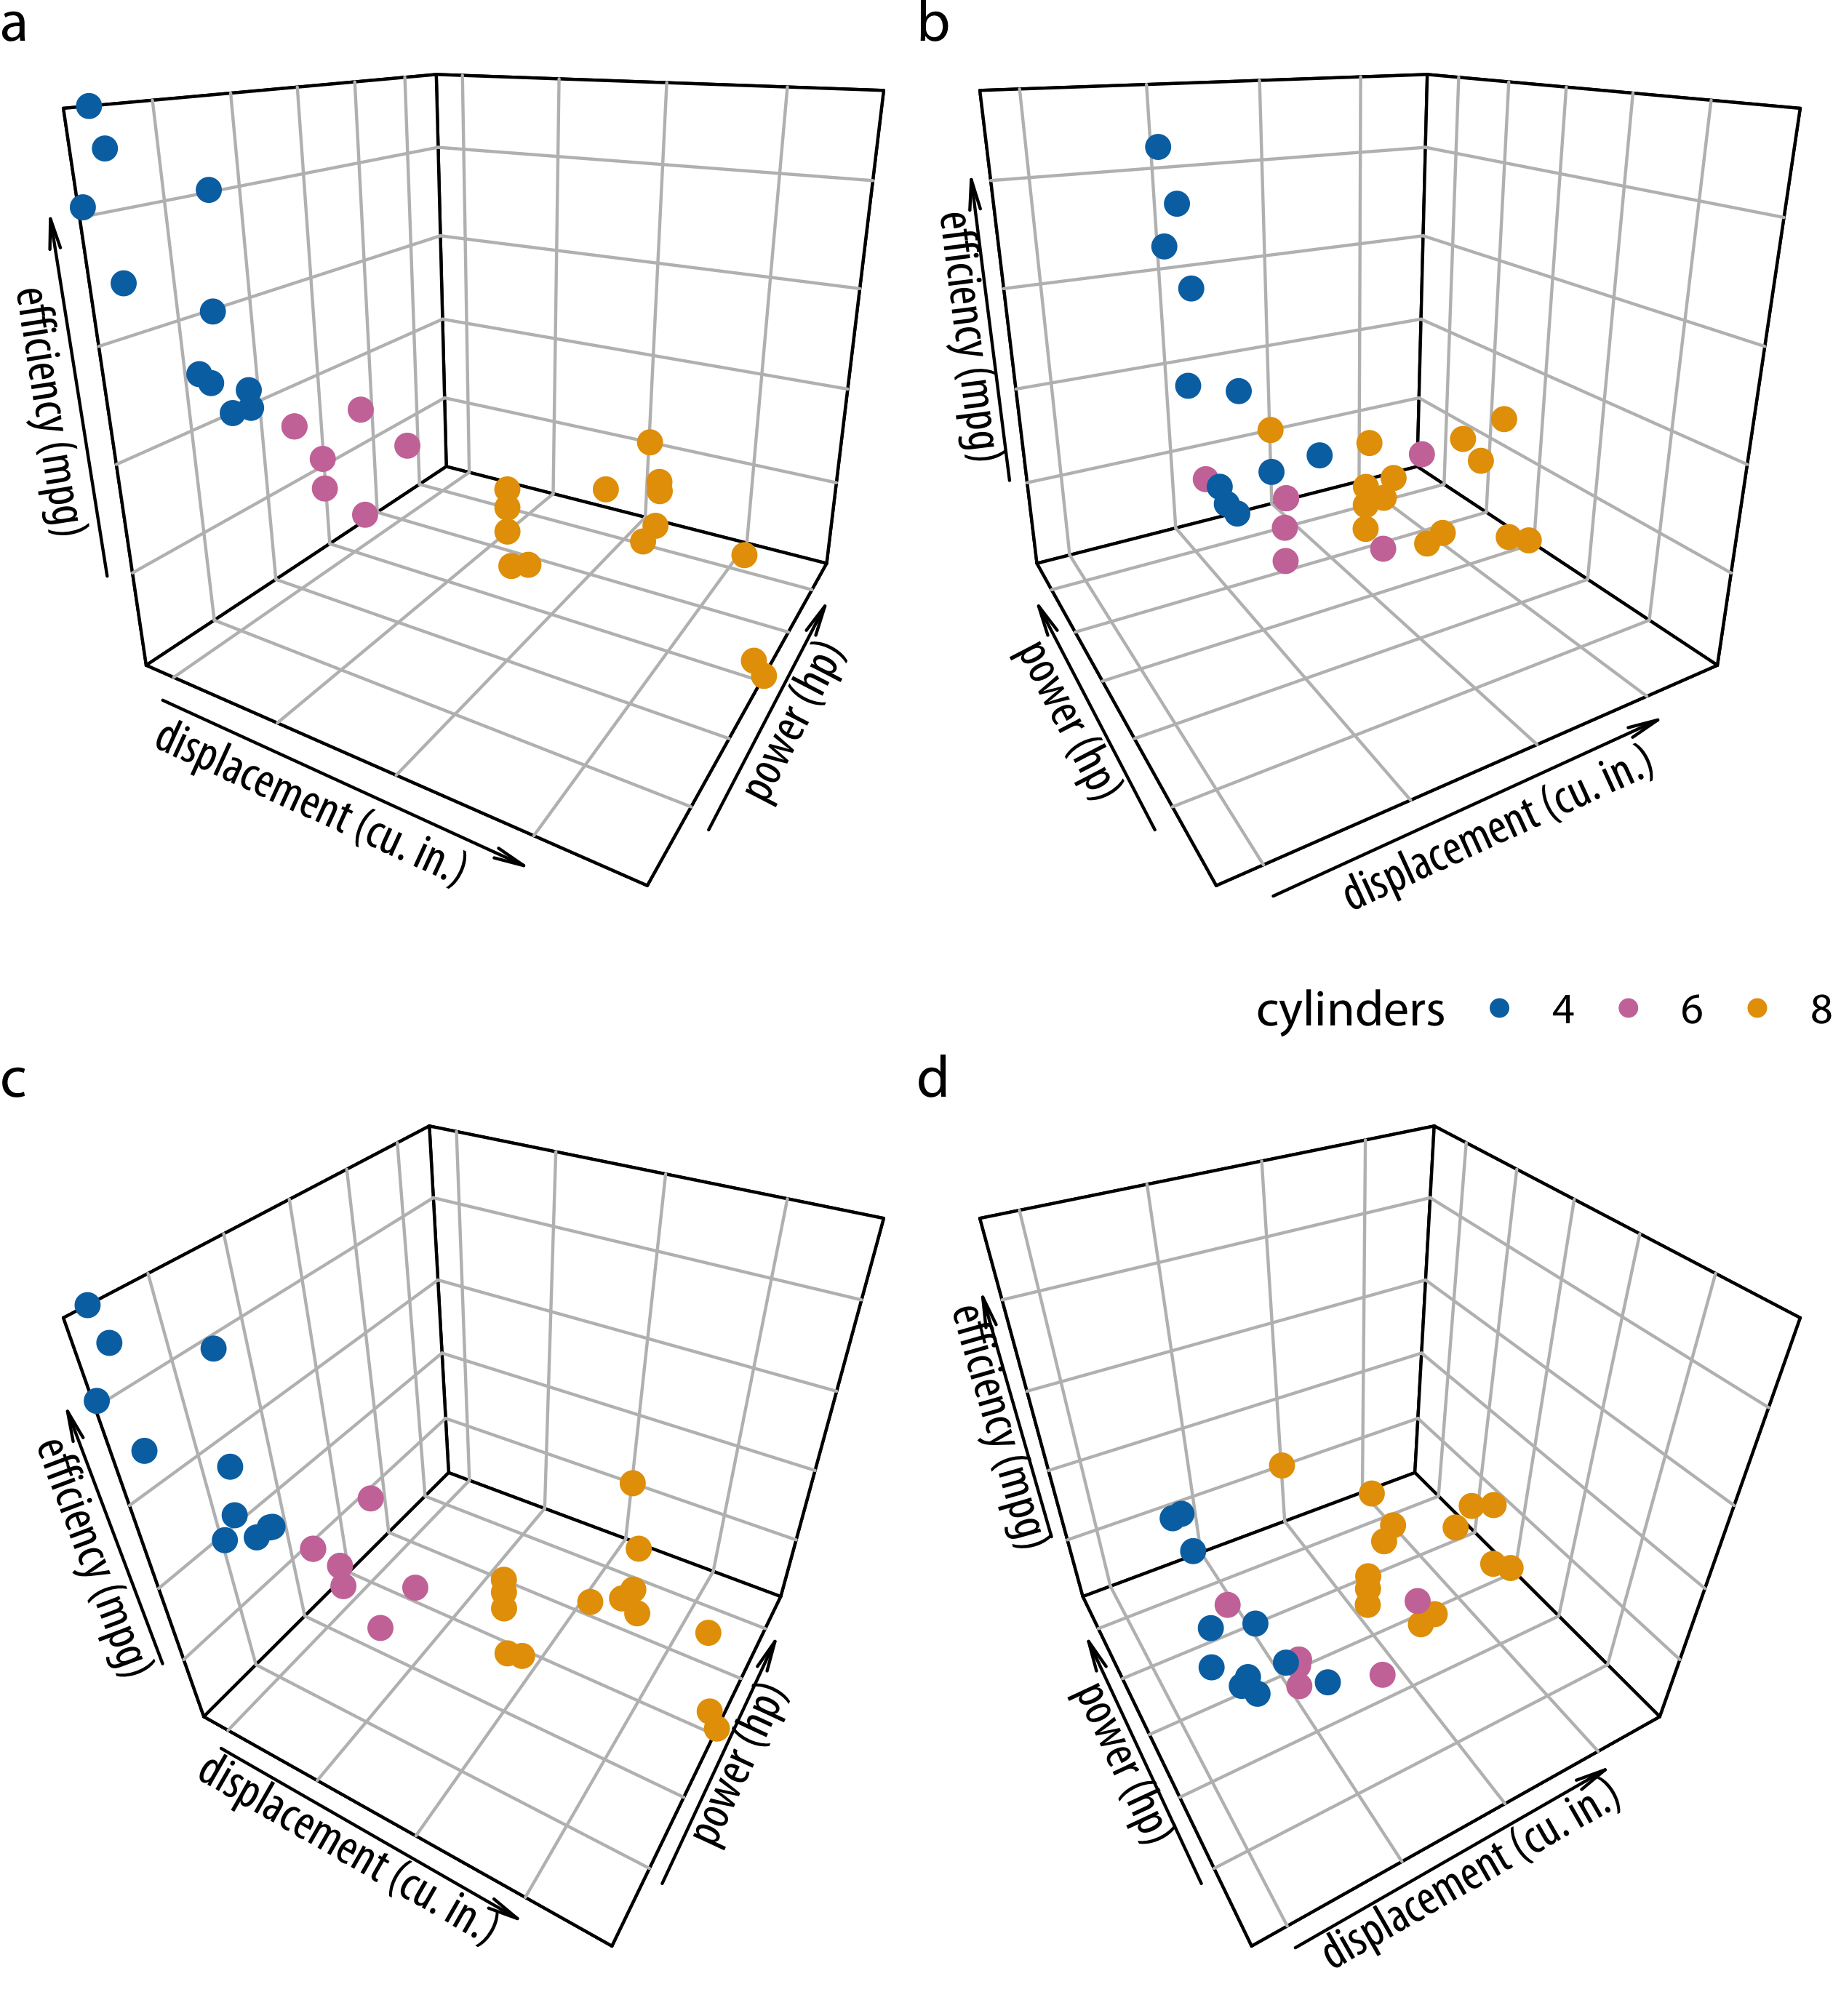 a
b
efficiency (mpg)
displacement (cu. in.)
power (hp)
efficiency (mpg)
power (hp)
displacement (cu. in.)
cylinders 4 6 8
c
d
efficiency (mpg)
displacement (cu. in.)
power (hp)
efficiency (mpg)
power (hp)
displacement (cu. in.)